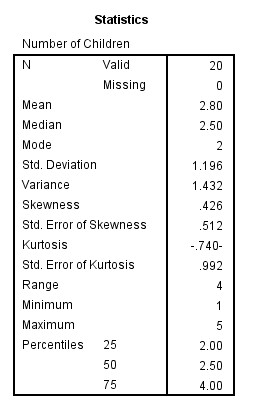 Statistics
Number of Children
N Valid 20
Missing 0
Mean 2.80
Median 2.50
Mode 2
Std. Deviation 1.196
Variance 1.432
Skewness .426
Std. Error of Skewness .512
Kurtosis -.740-
Std. Error of Kurtosis .992
Range 4
Minimum 1
Maximum 5
Percentiles 25 2.00
50 2.50
75 4.00